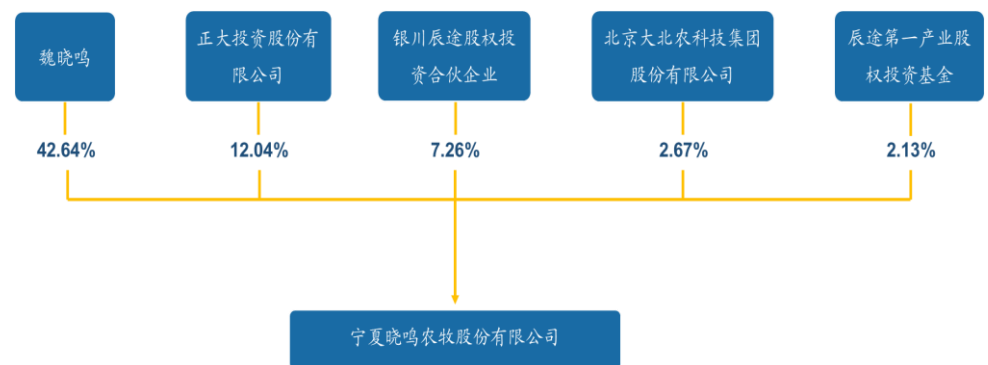 魏晓鸣
正大投资股份有
限公司
银川辰途股权投
资合伙企业
北京大北农科技集团
股份有限公司
辰途第一产业股
权投资基金
42.64%
12.04%
7.26%
2.67%
2.13%
宁夏晓鸣农牧股份有限公司